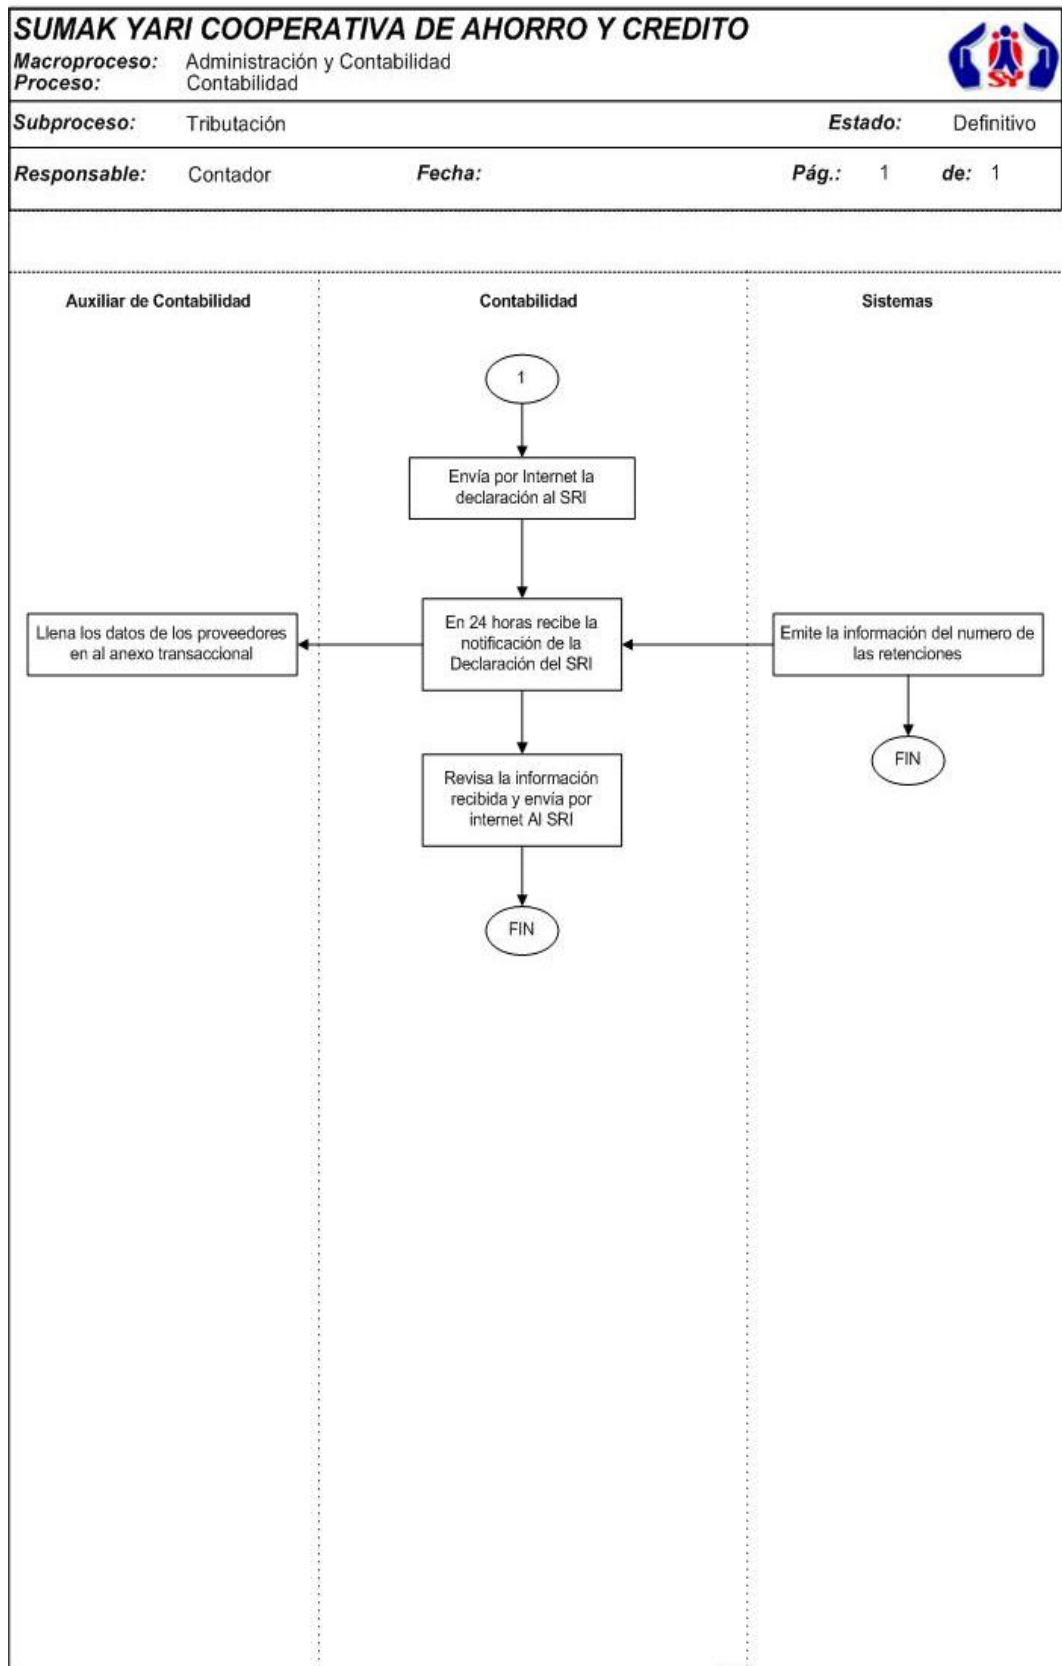 SUMAK YARI COOPERATIVA DE AHORRO Y CREDITO
Macroproceso: Administración y Contabilidad
Proceso: Contabilidad
SY
Subproceso: Tributación Estado: Definitivo
Responsable: Contador Fecha: Pág.: 1 de: 1
Auxiliar de Contabilidad Contabilidad Sistemas
1
Envía por Internet la
declaración al SRI
Llena los datos de los proveedores
en al anexo transaccional
En 24 horas recibe la
notificación de la
Declaración del SRI
Emite la información del numero de
las retenciones
FIN
Revisa la información
recibida y envía por
internet Al SRI
FIN